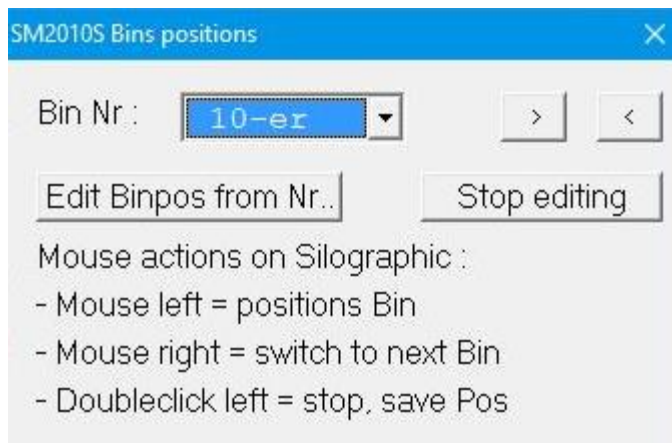 SM2010S Bins positions
Bin Nr : 10-er > <
Edit Binpos from Nr.. Stop editing
Mouse actions on Silographic :
- Mouse left = positions Bin
- Mouse right = switch to next Bin
- Doubleclick left = stop, save Pos